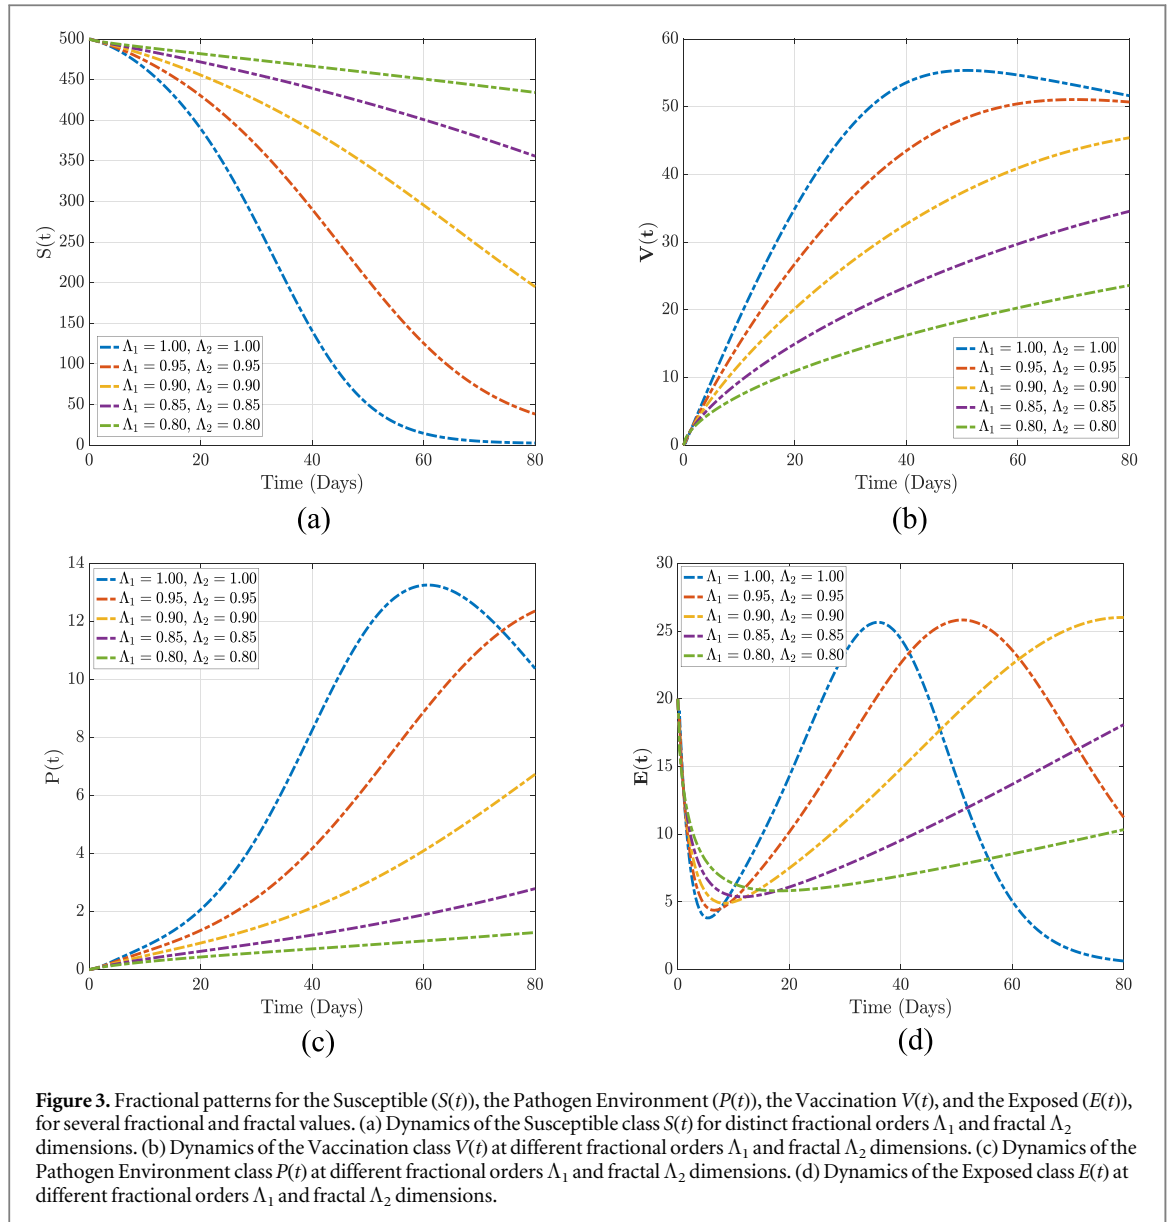 500
450
400
350
300
250
200
150
100
50
0
S(t)
Λ₁ = 1.00, Λ₂ = 1.00
Λ₁ = 0.95, Λ₂ = 0.95
Λ₁ = 0.90, Λ₂ = 0.90
Λ₁ = 0.85, Λ₂ = 0.85
Λ₁ = 0.80, Λ₂ = 0.80
0 20 40 60 80
Time (Days)
(a)
60
50
40
30
20
10
0
V(t)
Λ₁ = 1.00, Λ₂ = 1.00
Λ₁ = 0.95, Λ₂ = 0.95
Λ₁ = 0.90, Λ₂ = 0.90
Λ₁ = 0.85, Λ₂ = 0.85
Λ₁ = 0.80, Λ₂ = 0.80
0 20 40 60 80
Time (Days)
(b)
14
12
10
8
6
4
2
0
P(t)
Λ₁ = 1.00, Λ₂ = 1.00
Λ₁ = 0.95, Λ₂ = 0.95
Λ₁ = 0.90, Λ₂ = 0.90
Λ₁ = 0.85, Λ₂ = 0.85
Λ₁ = 0.80, Λ₂ = 0.80
0 20 40 60 80
Time (Days)
(c)
30
25
20
15
10
5
0
E(t)
Λ₁ = 1.00, Λ₂ = 1.00
Λ₁ = 0.95, Λ₂ = 0.95
Λ₁ = 0.90, Λ₂ = 0.90
Λ₁ = 0.85, Λ₂ = 0.85
Λ₁ = 0.80, Λ₂ = 0.80
0 20 40 60 80
Time (Days)
(d)
Figure 3. Fractional patterns for the Susceptible (S(t)), the Pathogen Environment (P(t)), the Vaccination V(t), and the Exposed (E(t)),
for several fractional and fractal values. (a) Dynamics of the Susceptible class S(t) for distinct fractional orders Λ₁ and fractal Λ₂
dimensions. (b) Dynamics of the Vaccination class V(t) at different fractional orders Λ₁ and fractal Λ₂ dimensions. (c) Dynamics of the
Pathogen Environment class P(t) at different fractional orders Λ₁ and fractal Λ₂ dimensions. (d) Dynamics of the Exposed class E(t) at
different fractional orders Λ₁ and fractal Λ₂ dimensions.